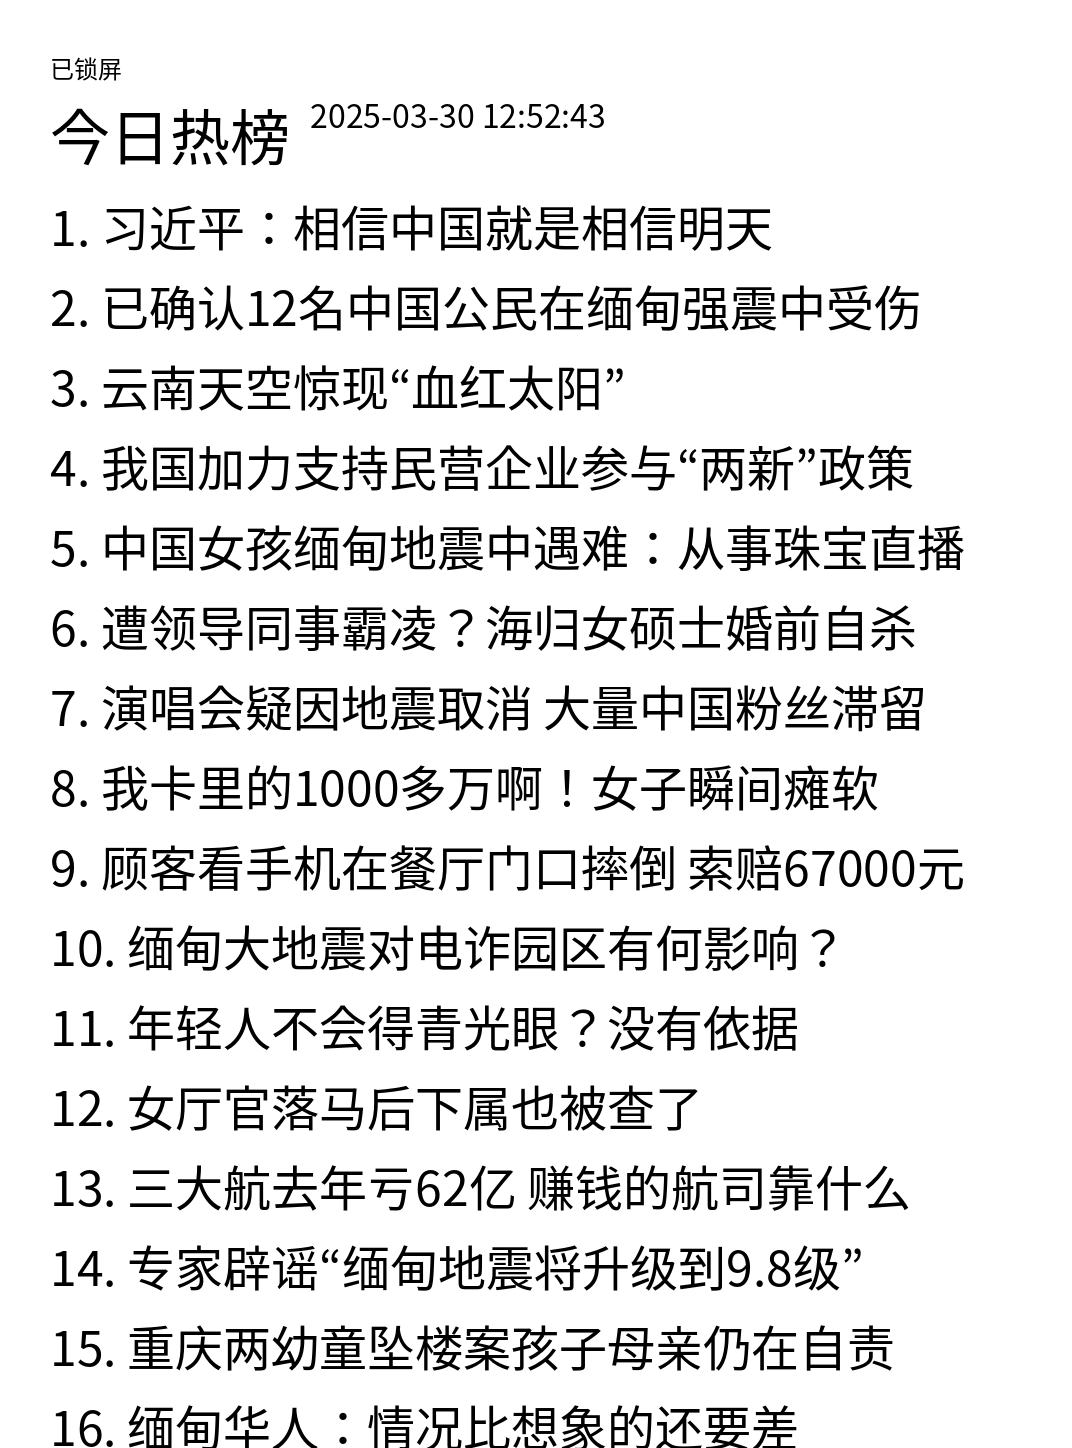 已锁屏
今日热榜 2025-03-30 12:52:43
1. 习近平：相信中国就是相信明天
2. 已确认12名中国公民在缅甸强震中受伤
3. 云南天空惊现“血红太阳”
4. 我国加力支持民营企业参与“两新”政策
5. 中国女孩缅甸地震中遇难：从事珠宝直播
6. 遭领导同事霸凌？海归女硕士婚前自杀
7. 演唱会疑因地震取消 大量中国粉丝滞留
8. 我卡里的1000多万啊！女子瞬间瘫软
9. 顾客看手机在餐厅门口摔倒 索赔67000元
10. 缅甸大地震对电诈园区有何影响？
11. 年轻人不会得青光眼？没有依据
12. 女厅官落马后下属也被查了
13. 三大航去年亏62亿 赚钱的航司靠什么
14. 专家辟谣“缅甸地震将升级到9.8级”
15. 重庆两幼童坠楼案孩子母亲仍在自责
16. 缅甸华人：情况比想象的还要差